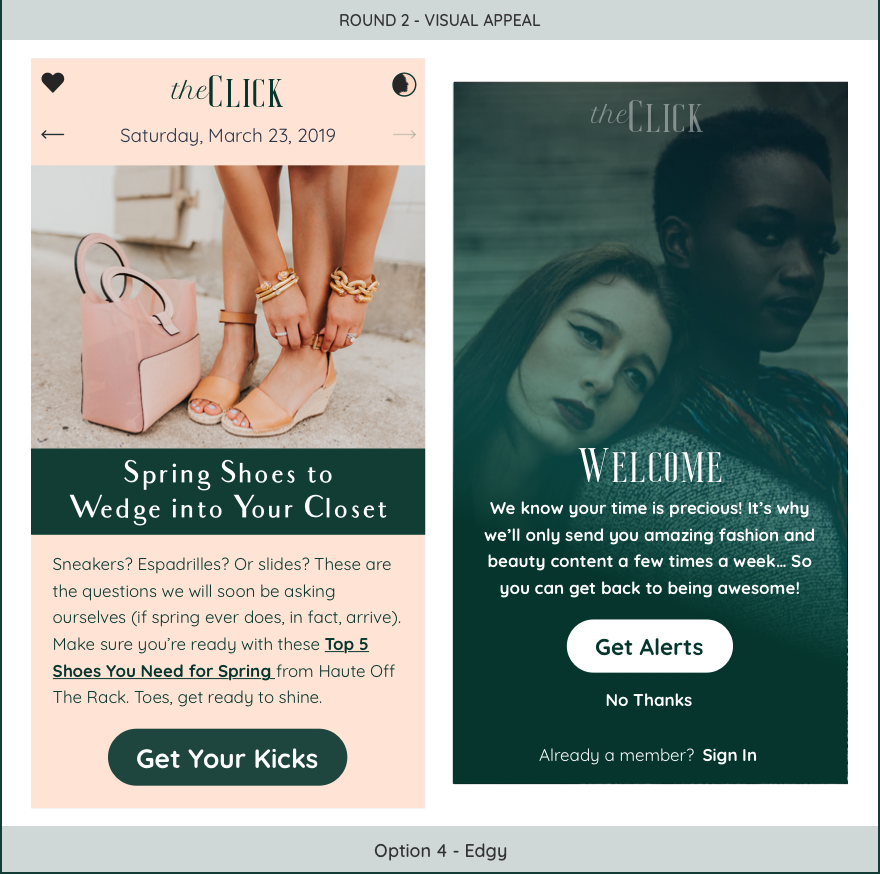 ROUND 2 - VISUAL APPEAL
theCLICK
Saturday, March 23, 2019
Spring Shoes to
Wedge into Your Closet
Sneakers? Espadrilles? Or slides? These are
the questions we will soon be asking
ourselves (if spring ever does, in fact, arrive).
Make sure you're ready with these Top 5
Shoes You Need for Spring from Haute Off
The Rack. Toes, get ready to shine.
Get Your Kicks
theCLICK
WELCOME
We know your time is precious! It's why
we'll only send you amazing fashion and
beauty content a few times a week... So
you can get back to being awesome!
Get Alerts
No Thanks
Already a member? Sign In
Option 4 - Edgy